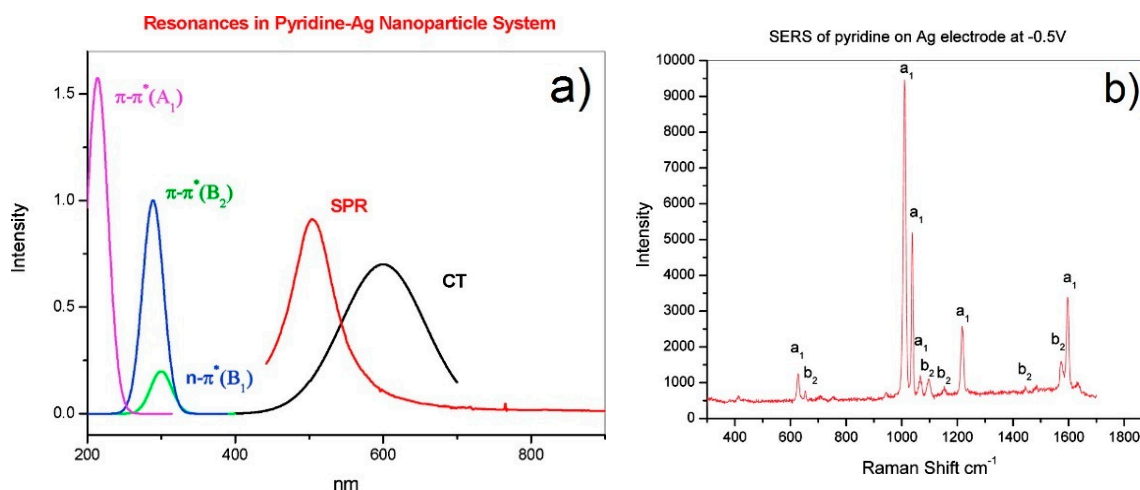 Resonances in Pyridine-Ag Nanoparticle System
a)
1.5
1.0
0.5
0.0
Intensity
π-π*(A₁)
π-π*(B₂)
n-π*(B₁)
SPR
CT
200
400
600
800
nm
SERS of pyridine on Ag electrode at -0.5V
b)
10000
9000
8000
7000
6000
5000
4000
3000
2000
1000
0
Intensity
a₁
a₁
a₁
a₁
b₂
a₁
b₂
b₂
a₁
b₂
b₂
400
600
800
1000
1200
1400
1600
1800
Raman Shift cm⁻¹